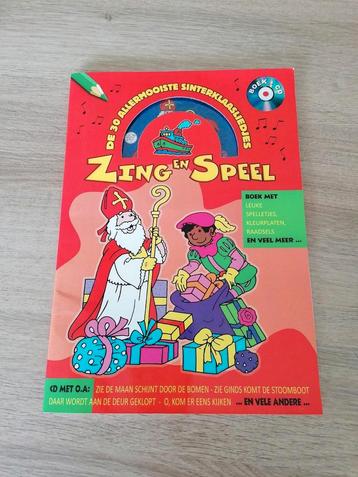 DE 30 ALLERMOOISTE SINTERKLAASLIEDJES
BOEK & CD
ZING EN SPEEL
BOEK MET
LEUKE
SPELLETJES,
KLEURPLATEN,
RAADSELS
EN VEEL MEER ...
CD MET O.A: ZIE DE MAAN SCHIJNT DOOR DE BOMEN - ZIE GINDS KOMT DE STOOMBOOT
DAAR WORDT AAN DE DEUR GEKLOPT - O, KOM ER EENS KIJKEN ... EN VELE ANDERE ...